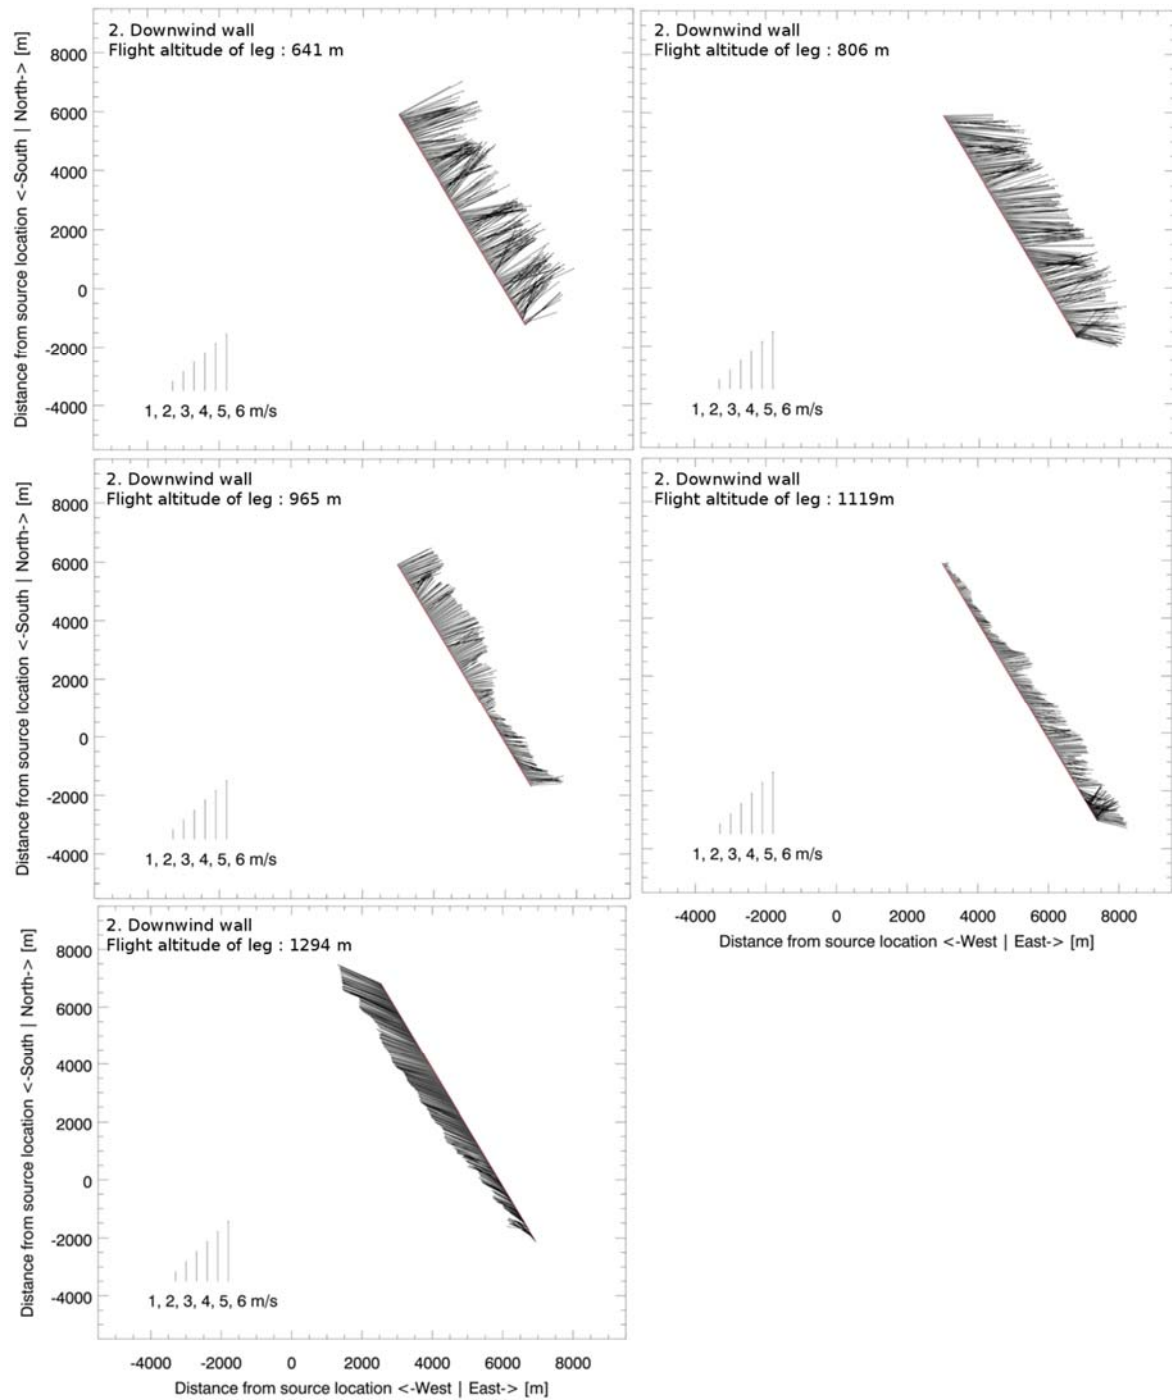 2. Downwind wall
Flight altitude of leg : 641 m
Distance from source location <-South | North-> [m]
8000
6000
4000
2000
0
-2000
-4000
1, 2, 3, 4, 5, 6 m/s
2. Downwind wall
Flight altitude of leg : 806 m
1, 2, 3, 4, 5, 6 m/s
2. Downwind wall
Flight altitude of leg : 965 m
Distance from source location <-South | North-> [m]
8000
6000
4000
2000
0
-2000
-4000
1, 2, 3, 4, 5, 6 m/s
2. Downwind wall
Flight altitude of leg : 1119m
1, 2, 3, 4, 5, 6 m/s
-4000 -2000 0 2000 4000 6000 8000
Distance from source location <-West | East-> [m]
2. Downwind wall
Flight altitude of leg : 1294 m
Distance from source location <-South | North-> [m]
8000
6000
4000
2000
0
-2000
-4000
1, 2, 3, 4, 5, 6 m/s
-4000 -2000 0 2000 4000 6000 8000
Distance from source location <-West | East-> [m]